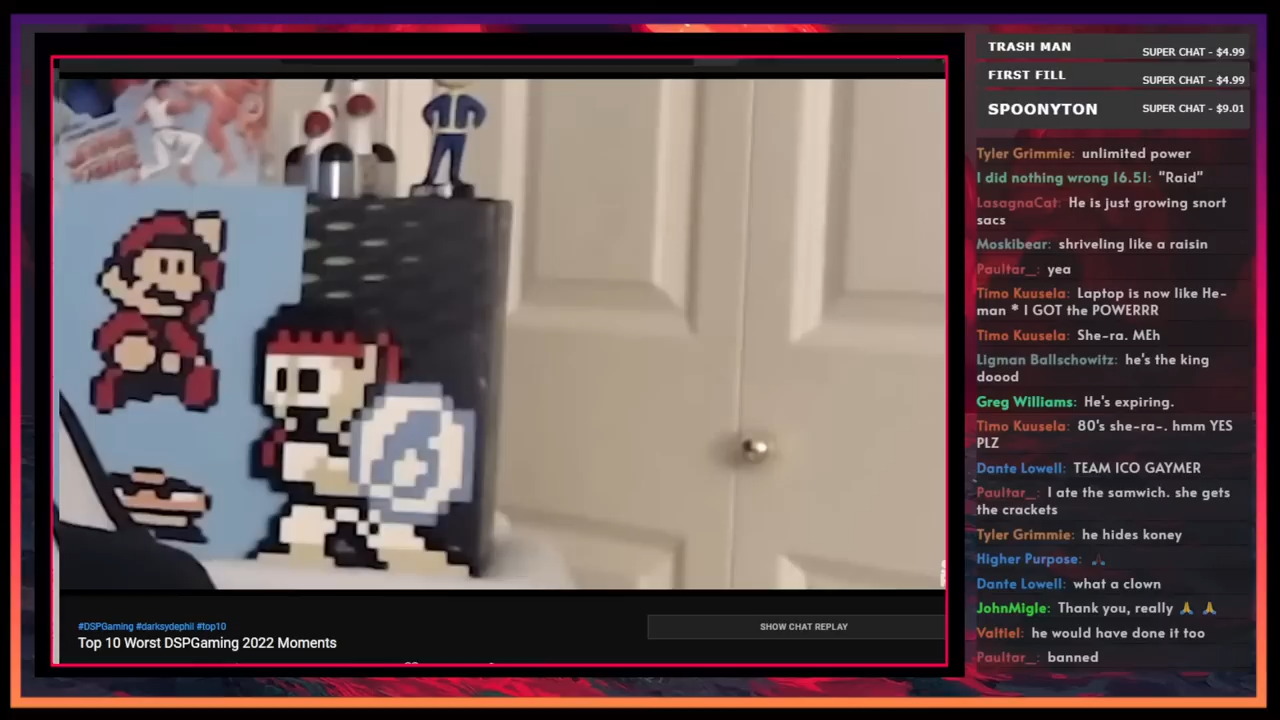 TRASH MAN SUPER CHAT - $4.99
FIRST FILL SUPER CHAT - $4.99
SPOONYTON SUPER CHAT - $9.01
Tyler Grimmie: unlimited power
I did nothing wrong 16.51: "Raid"
LasagnaCat: He is just growing snort
sacs
Moskibear: shriveling like a raisin
Paultar_: yea
Timo Kuusela: Laptop is now like He-
man * I GOT the POWERRR
Timo Kuusela: She-ra. MEh
Ligman Ballschowitz: he's the king
doood
Greg Williams: He's expiring.
Timo Kuusela: 80's she-ra-. hmm YES
PLZ
Dante Lowell: TEAM ICO GAYMER
Paultar_: I ate the samwich. she gets
the crackets
Tyler Grimmie: he hides koney
Higher Purpose: 🙏
Dante Lowell: what a clown
JohnMigle: Thank you, really 🙏 🙏
Valtiel: he would have done it too
Paultar_: banned
#DSPGaming #darksydephil #top10
Top 10 Worst DSPGaming 2022 Moments
SHOW CHAT REPLAY